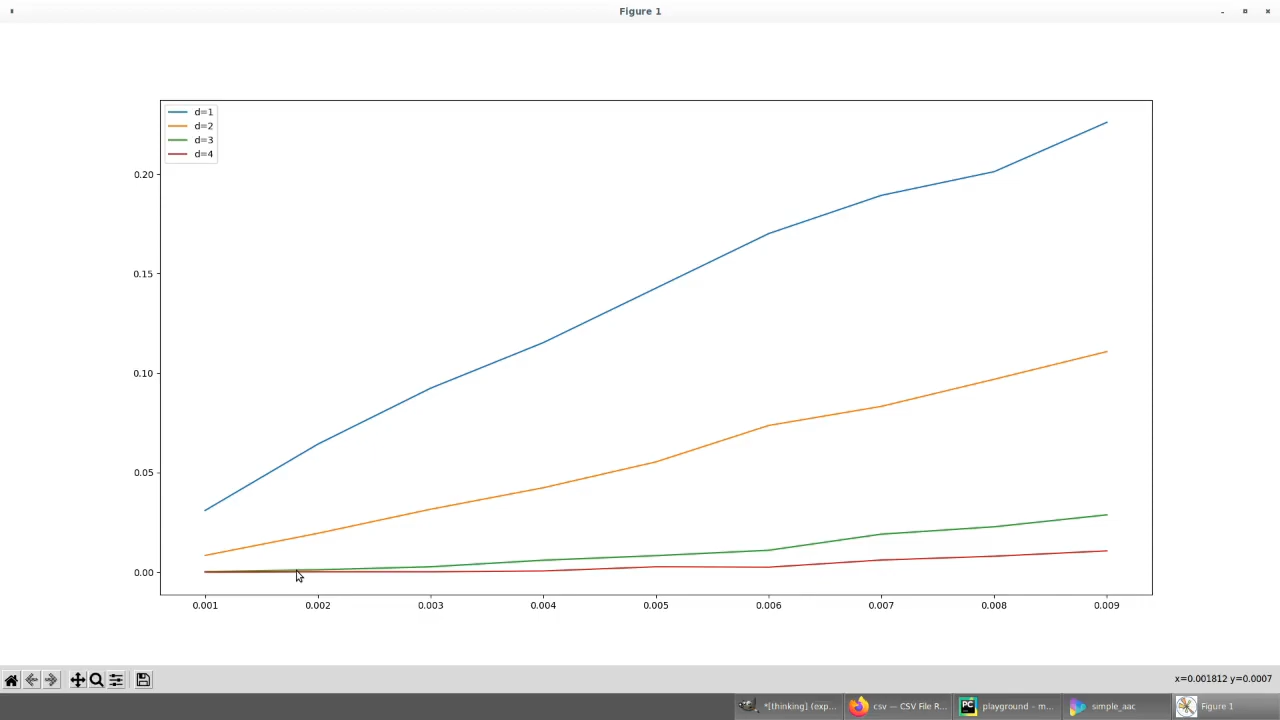 Figure 1
d=1
d=2
d=3
d=4
0.20
0.15
0.10
0.05
0.00
0.001 0.002 0.003 0.004 0.005 0.006 0.007 0.008 0.009
x=0.001812 y=0.0007
*[thinking] (exp... csv — CSV File R... PC playground – m... simple_aac Figure 1